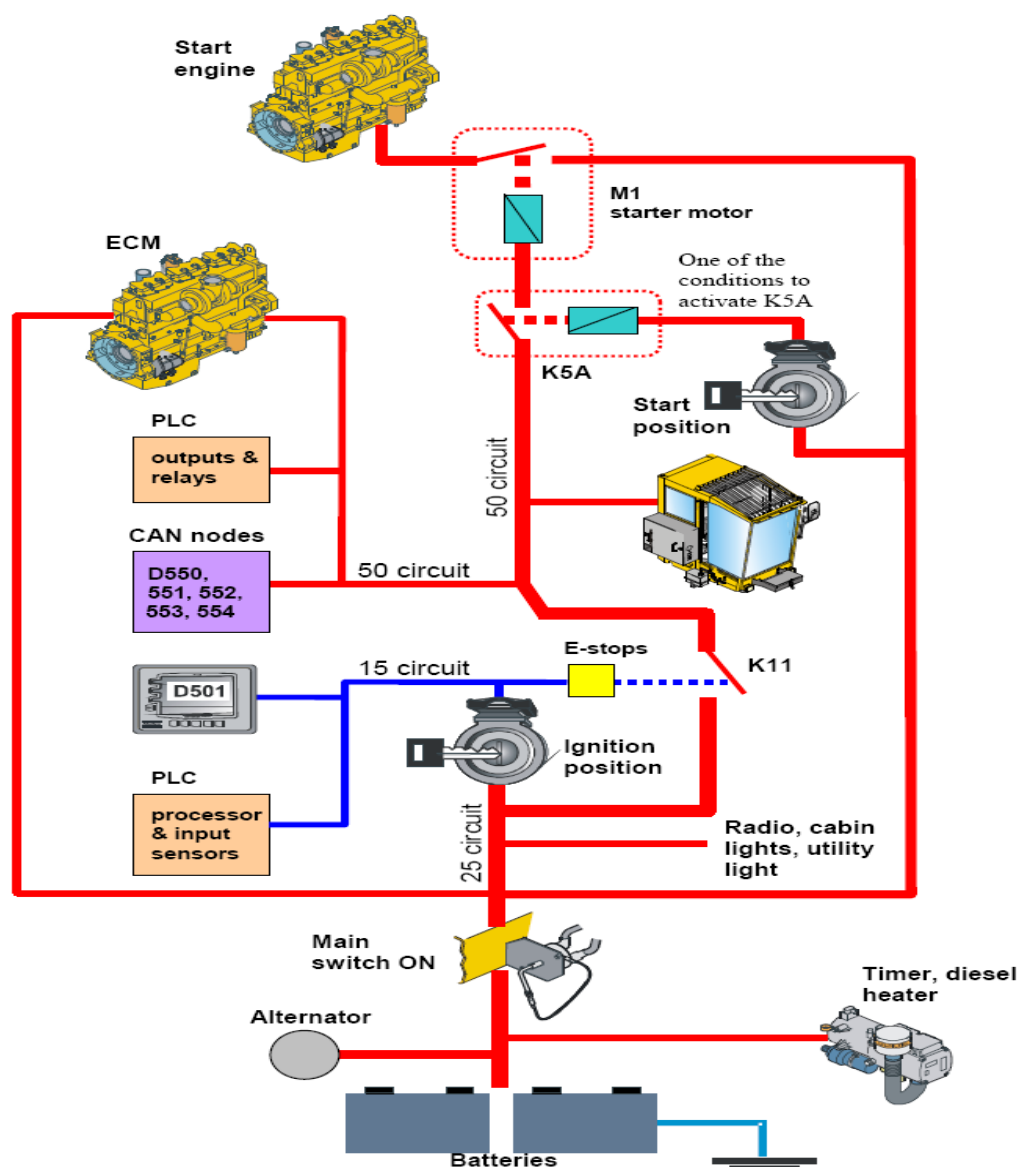 Start
engine
M1
starter motor
ECM
One of the
conditions to
activate K5A
K5A
Start
position
PLC
outputs &
relays
50 circuit
CAN nodes
D550,
551, 552,
553, 554
50 circuit
E-stops
K11
15 circuit
D501
Ignition
position
PLC
processor
& input
sensors
25 circuit
Radio, cabin
lights, utility
light
Main
switch ON
Timer, diesel
heater
Alternator
Batteries